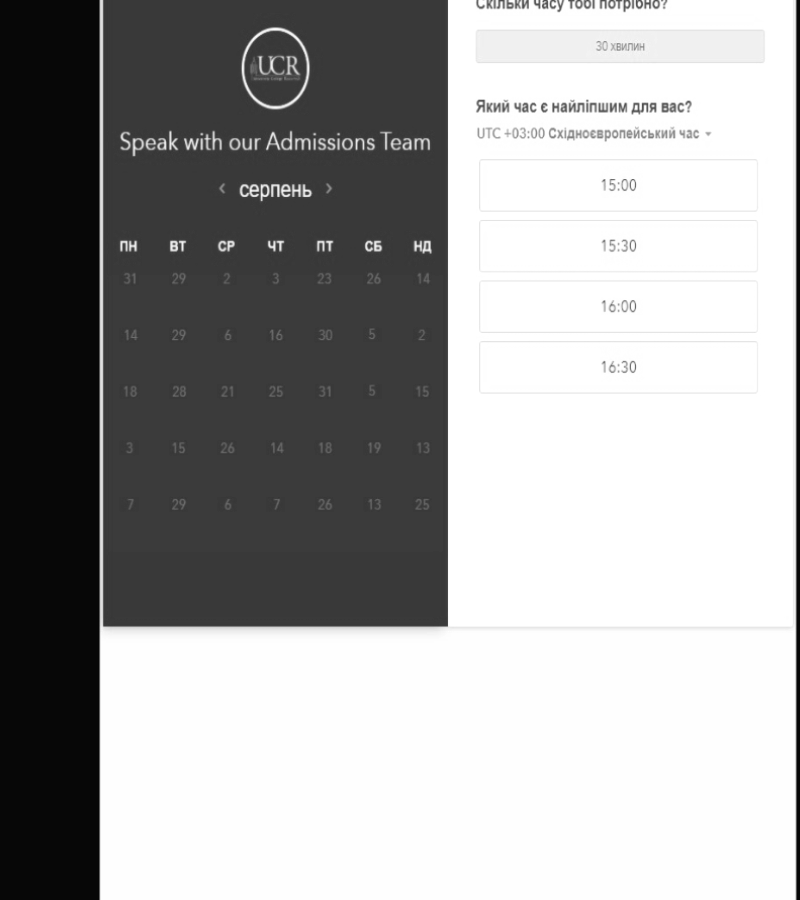 UCR
Speak with our Admissions Team
‹ серпень ›
ПН ВТ СР ЧТ ПТ СБ НД
31 29 2 3 23 26 14
14 29 6 16 30 5 2
18 28 21 25 31 5 15
3 15 26 14 18 19 13
7 29 6 7 26 13 25
Скільки часу тобі потрібно?
30 хвилин
Який час є найліпшим для вас?
UTC +03:00 Східноєвропейський час
15:00
15:30
16:00
16:30